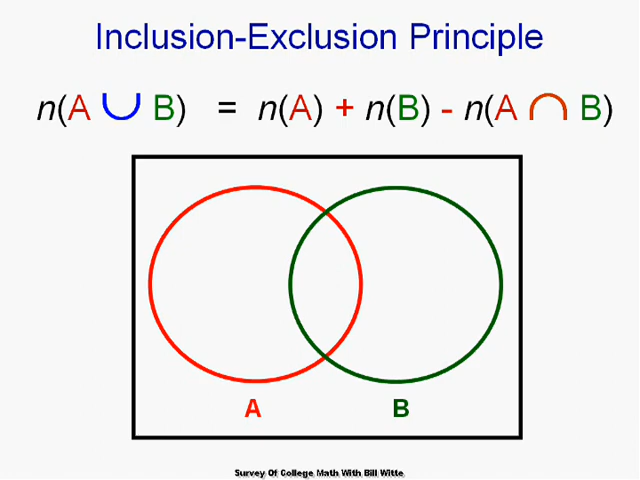 Inclusion-Exclusion Principle
n(A ∪ B) = n(A) + n(B) - n(A ∩ B)
A B
Survey Of College Math With Bill Witte